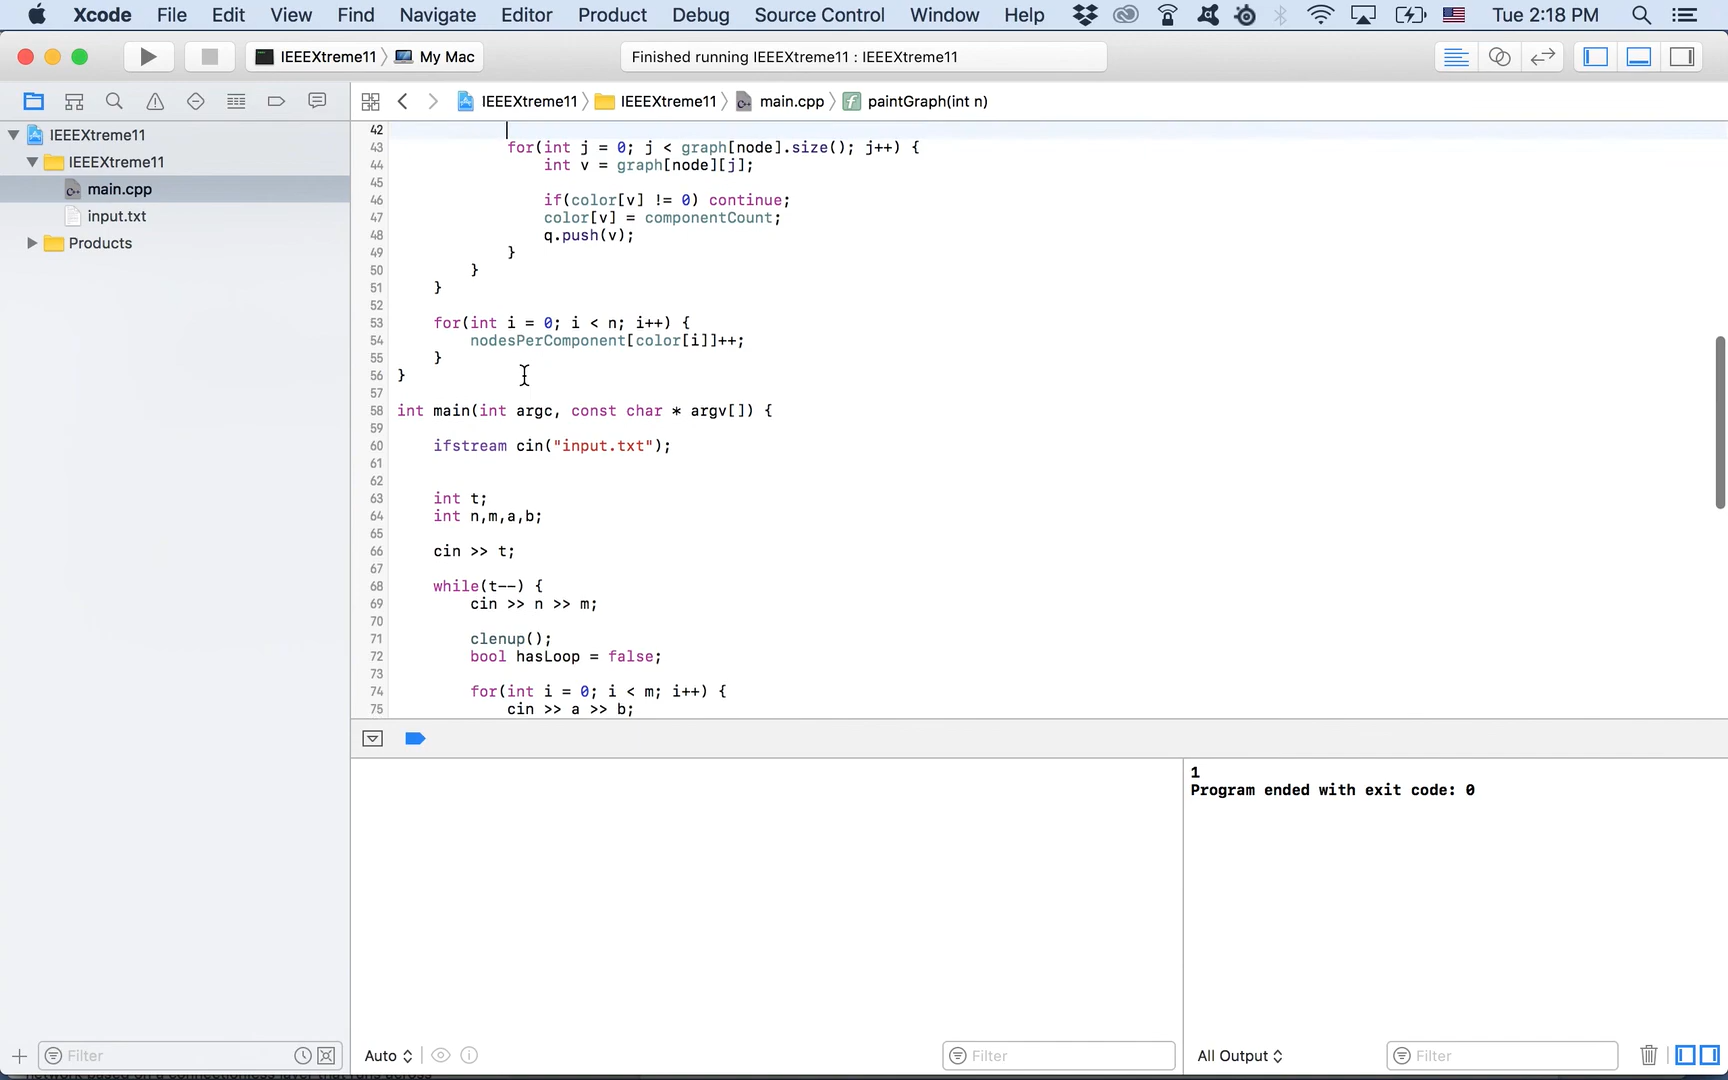 Xcode File Edit View Find Navigate Editor Product Debug Source Control Window Help Tue 2:18 PM
IEEEXtreme11 My Mac Finished running IEEEXtreme11 : IEEEXtreme11
IEEEXtreme11 IEEEXtreme11 main.cpp paintGraph(int n)
IEEEXtreme11
IEEEXtreme11
main.cpp
input.txt
Products
42
43 for(int j = 0; j < graph[node].size(); j++) {
44 int v = graph[node][j];
45
46 if(color[v] != 0) continue;
47 color[v] = componentCount;
48 q.push(v);
49 }
50 }
51 }
52
53 for(int i = 0; i < n; i++) {
54 nodesPerComponent[color[i]]++;
55 }
56 }
57
58 int main(int argc, const char * argv[]) {
59
60 ifstream cin("input.txt");
61
62
63 int t;
64 int n,m,a,b;
65
66 cin >> t;
67
68 while(t--) {
69 cin >> n >> m;
70
71 clenup();
72 bool hasLoop = false;
73
74 for(int i = 0; i < m; i++) {
75 cin >> a >> b;
1
Program ended with exit code: 0
Filter Auto Filter All Output Filter